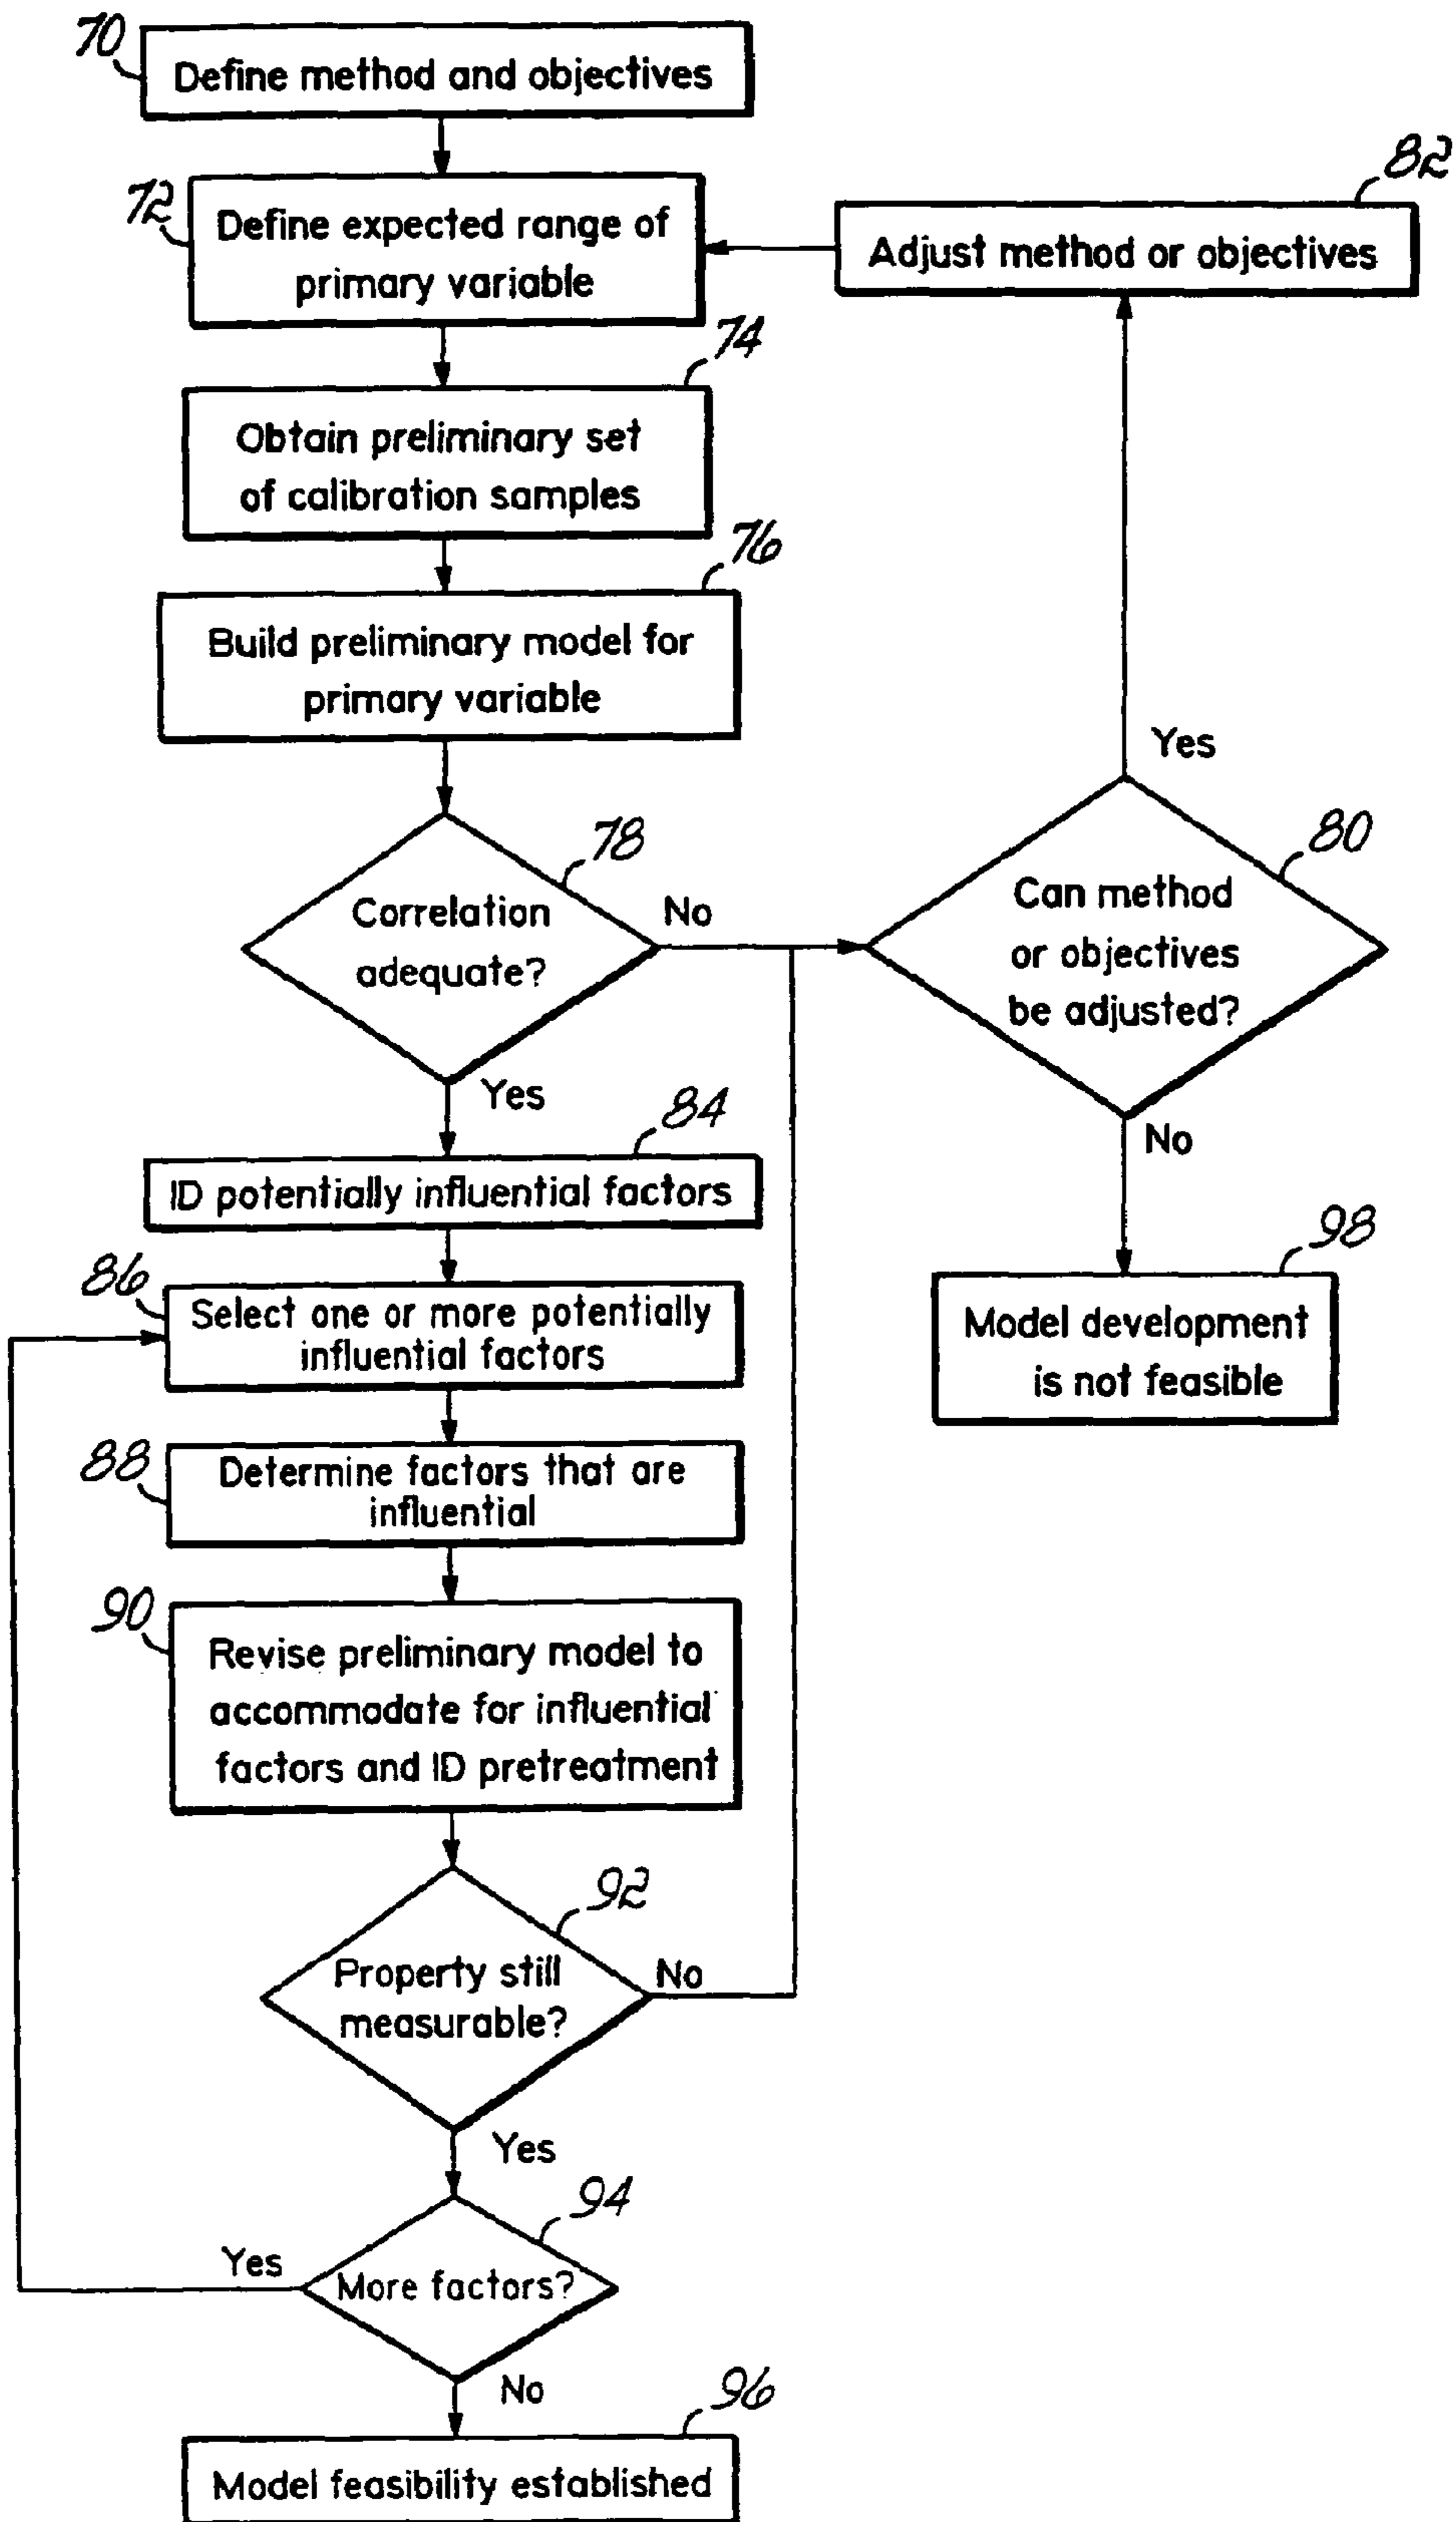 70
Define method and objectives
72
Define expected range of
primary variable
82
Adjust method or objectives
74
Obtain preliminary set
of calibration samples
76
Build preliminary model for
primary variable
78
Correlation
adequate?
No
Yes
80
Can method
or objectives
be adjusted?
Yes
No
98
Model development
is not feasible
84
ID potentially influential factors
86
Select one or more potentially
influential factors
88
Determine factors that are
influential
90
Revise preliminary model to
accommodate for influential
factors and ID pretreatment
92
Property still
measurable?
No
Yes
94
More factors?
Yes
No
96
Model feasibility established